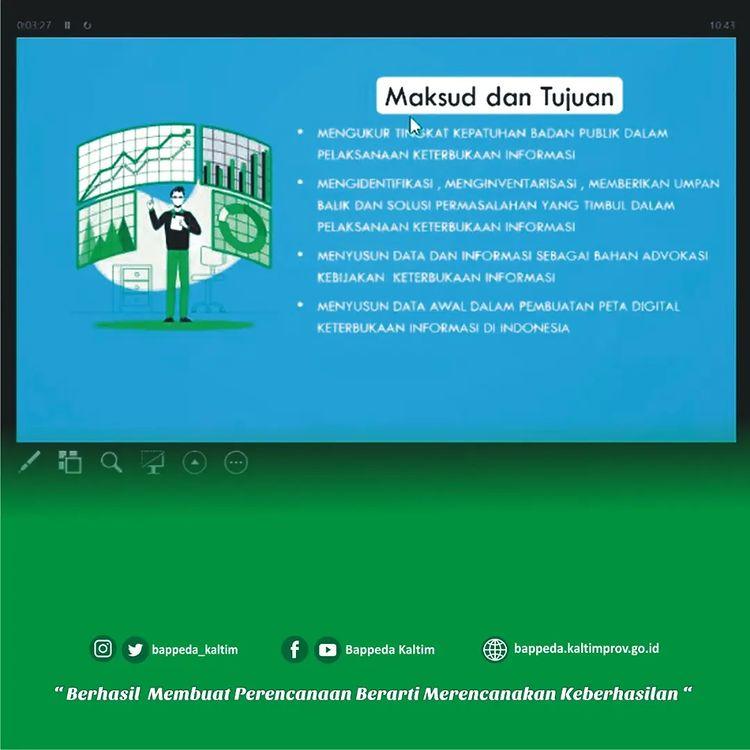 0:03:27
10.43
Maksud dan Tujuan
• MENGUKUR TINGKAT KEPATUHAN BADAN PUBLIK DALAM
PELAKSANAAN KETERBUKAAN INFORMASI
• MENGIDENTIFIKASI , MENGINVENTARISASI , MEMBERIKAN UMPAN
BALIK DAN SOLUSI PERMASALAHAN YANG TIMBUL DALAM
PELAKSANAAN KETERBUKAAN INFORMASI
• MENYUSUN DATA DAN INFORMASI SEBAGAI BAHAN ADVOKASI
KEBIJAKAN KETERBUKAAN INFORMASI
• MENYUSUN DATA AWAL DALAM PEMBUATAN PETA DIGITAL
KETERBUKAAN INFORMASI DI INDONESIA
bappeda_kaltim
Bappeda Kaltim
bappeda.kaltimprov.go.id
“ Berhasil Membuat Perencanaan Berarti Merencanakan Keberhasilan “